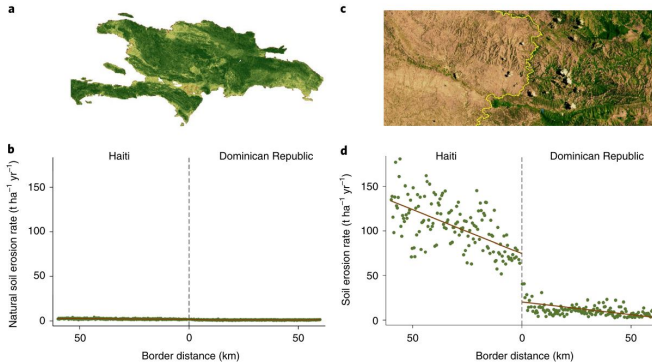 a
c
b
Haiti
Dominican Republic
Natural soil erosion rate (t ha⁻¹ yr⁻¹)
150
100
50
0
50
0
50
Border distance (km)
d
Haiti
Dominican Republic
Soil erosion rate (t ha⁻¹ yr⁻¹)
150
100
50
0
50
0
50
Border distance (km)